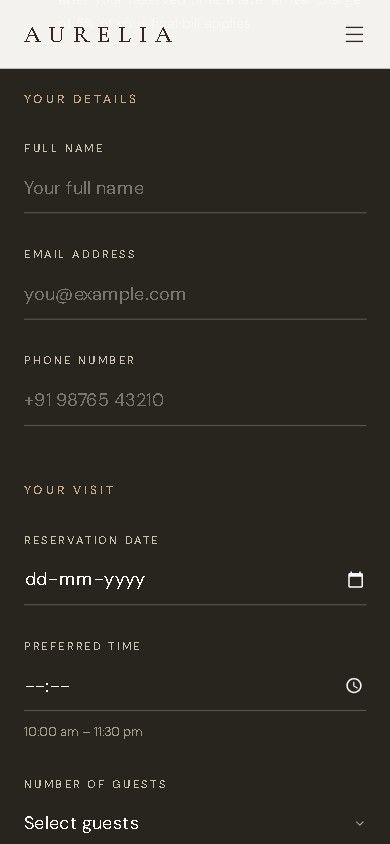 AURELIA
YOUR DETAILS
FULL NAME
Your full name
EMAIL ADDRESS
you@example.com
PHONE NUMBER
+91 98765 43210
YOUR VISIT
RESERVATION DATE
dd-mm-yyyy
PREFERRED TIME
--:--
10:00 am – 11:30 pm
NUMBER OF GUESTS
Select guests